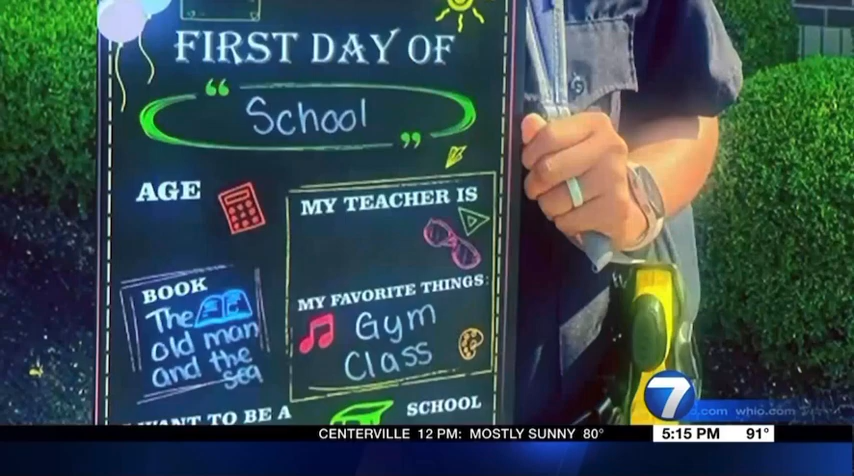 FIRST DAY OF
“
School
”
AGE
MY TEACHER IS
BOOK
The
old man
and the
sea
MY FAVORITE THINGS:
Gym
Class
WANT TO BE A
SCHOOL
7
o.com whio.com
CENTERVILLE 12 PM: MOSTLY SUNNY 80°
5:15 PM 91°